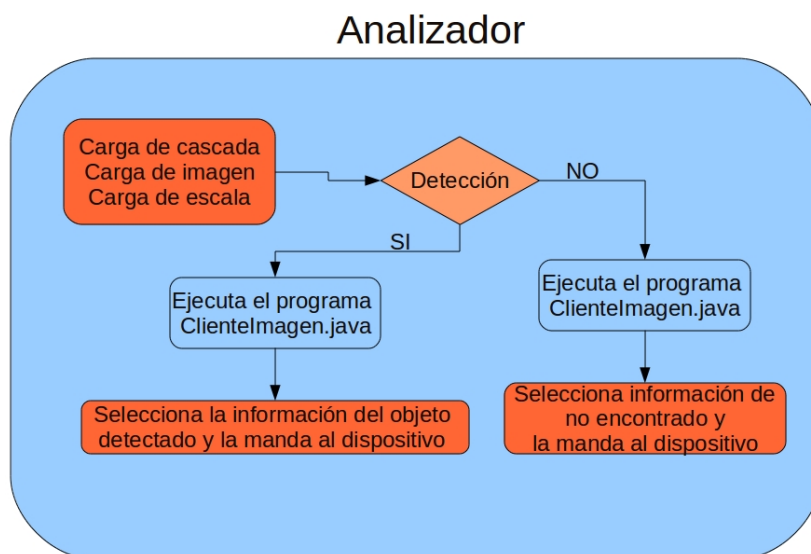 Analizador
Carga de cascada
Carga de imagen
Carga de escala
Detección
NO
SI
Ejecuta el programa
ClienteImagen.java
Ejecuta el programa
ClienteImagen.java
Selecciona la información del objeto
detectado y la manda al dispositivo
Selecciona información de
no encontrado y
la manda al dispositivo